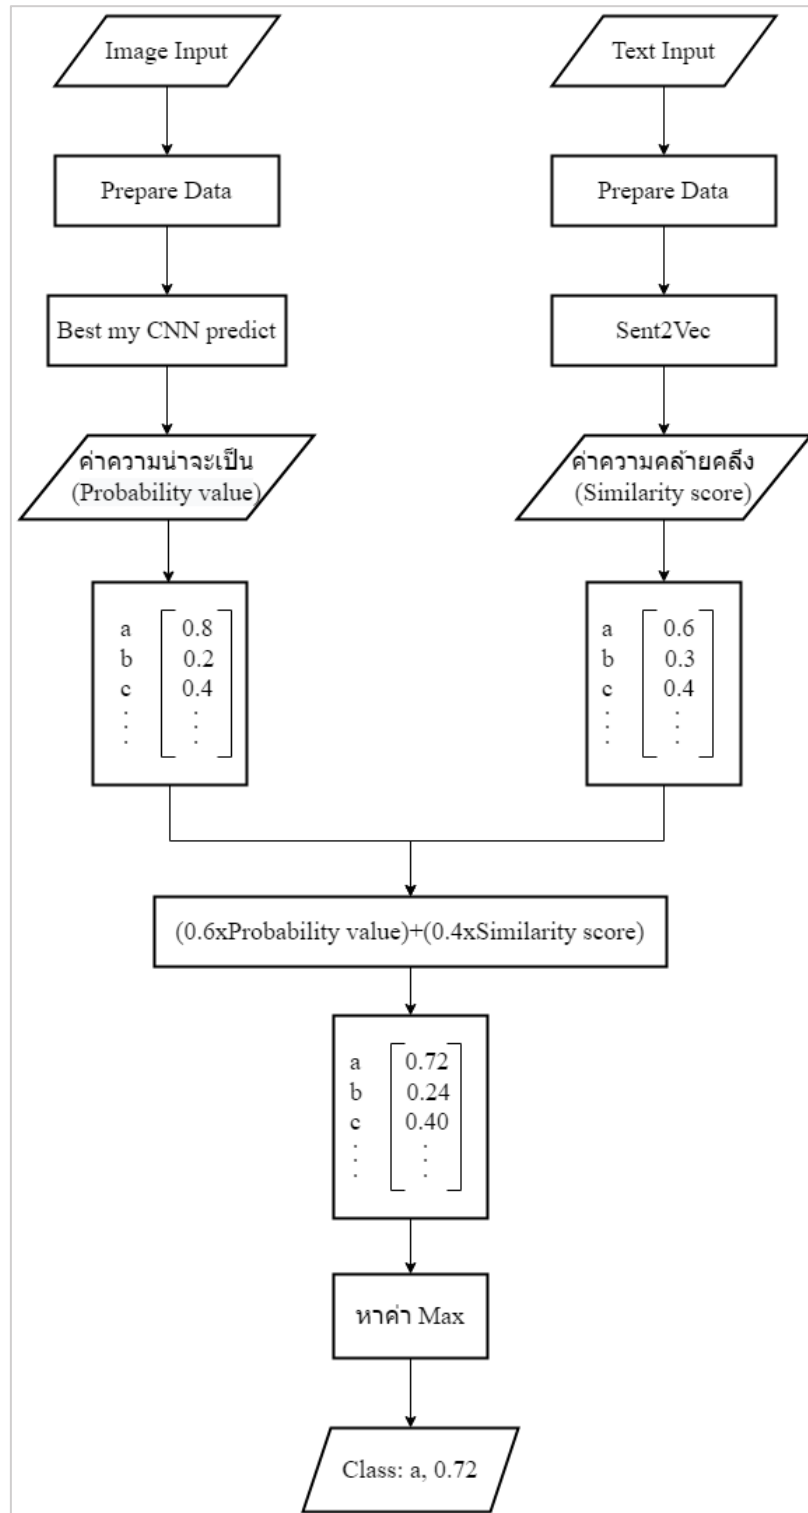 Image Input
Text Input
Prepare Data
Prepare Data
Best my CNN predict
Sent2Vec
ค่าความน่าจะเป็น
(Probability value)
ค่าความคล้ายคลึง
(Similarity score)
a 0.8
b 0.2
c 0.4
⋮ ⋮
a 0.6
b 0.3
c 0.4
⋮ ⋮
(0.6xProbability value)+(0.4xSimilarity score)
a 0.72
b 0.24
c 0.40
⋮ ⋮
หาค่า Max
Class: a, 0.72